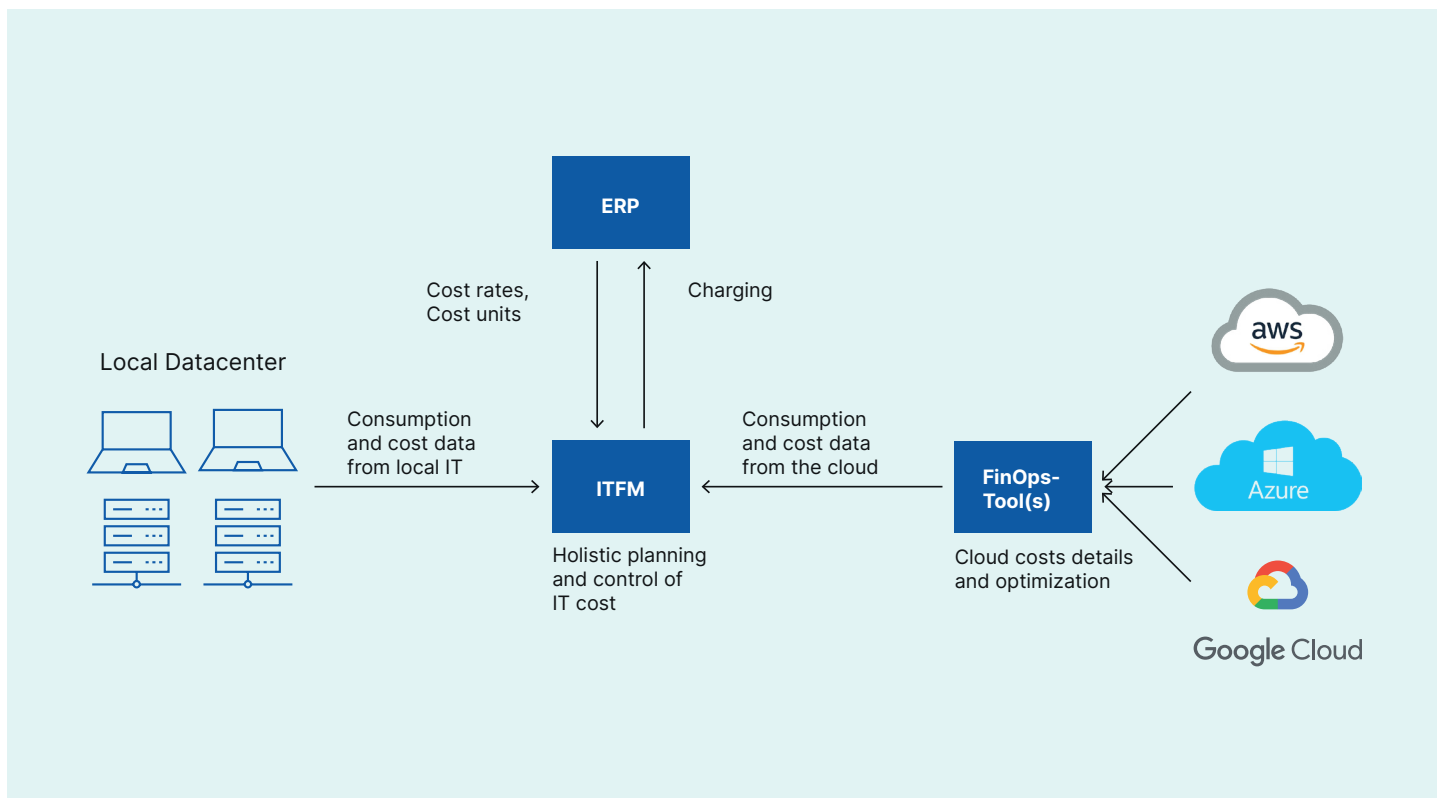 ERP
Cost rates,
Cost units
Charging
Local Datacenter
Consumption
and cost data
from local IT
ITFM
Holistic planning
and control of
IT cost
Consumption
and cost data
from the cloud
FinOps-
Tool(s)
Cloud costs details
and optimization
aws
Azure
Google Cloud